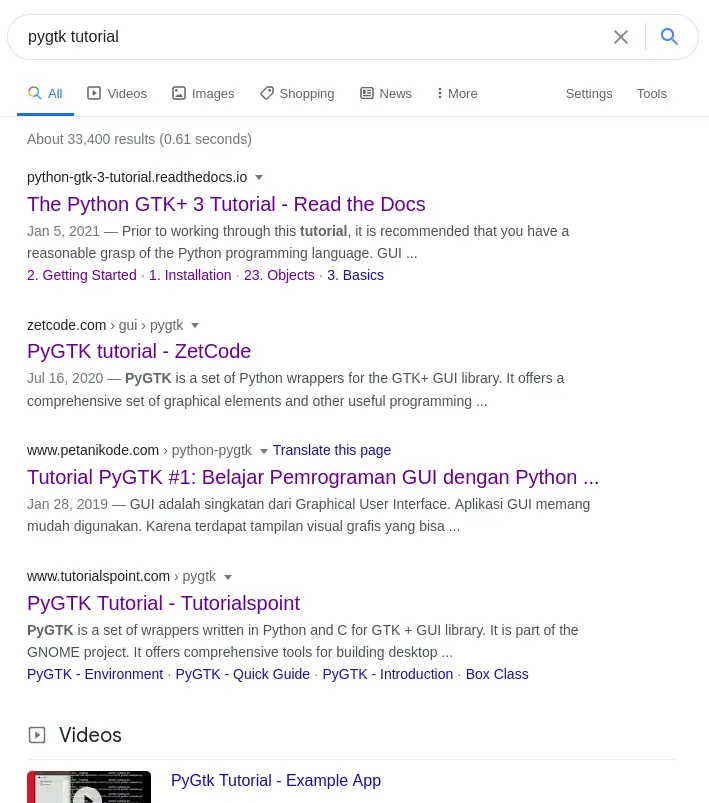 pygtk tutorial
All Videos Images Shopping News More Settings Tools
About 33,400 results (0.61 seconds)
python-gtk-3-tutorial.readthedocs.io
The Python GTK+ 3 Tutorial - Read the Docs
Jan 5, 2021 — Prior to working through this tutorial, it is recommended that you have a
reasonable grasp of the Python programming language. GUI ...
2. Getting Started · 1. Installation · 23. Objects · 3. Basics
zetcode.com › gui › pygtk
PyGTK tutorial - ZetCode
Jul 16, 2020 — PyGTK is a set of Python wrappers for the GTK+ GUI library. It offers a
comprehensive set of graphical elements and other useful programming ...
www.petanikode.com › python-pygtk Translate this page
Tutorial PyGTK #1: Belajar Pemrograman GUI dengan Python ...
Jan 28, 2019 — GUI adalah singkatan dari Graphical User Interface. Aplikasi GUI memang
mudah digunakan. Karena terdapat tampilan visual grafis yang bisa ...
www.tutorialspoint.com › pygtk
PyGTK Tutorial - Tutorialspoint
PyGTK is a set of wrappers written in Python and C for GTK + GUI library. It is part of the
GNOME project. It offers comprehensive tools for building desktop ...
PyGTK - Environment · PyGTK - Quick Guide · PyGTK - Introduction · Box Class
Videos
PyGtk Tutorial - Example App